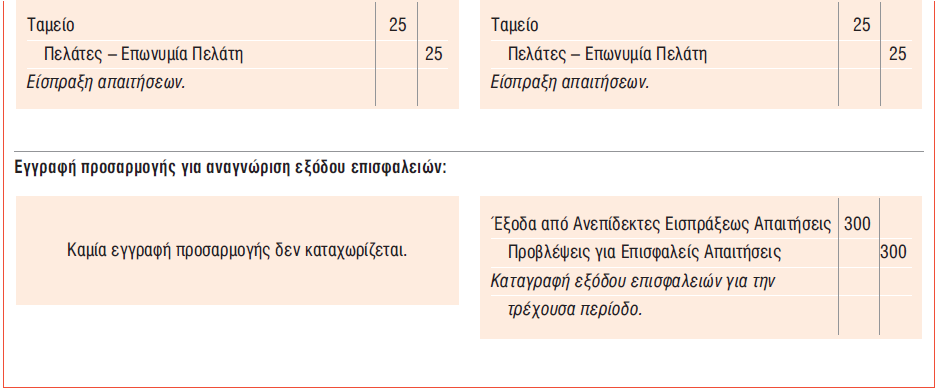 Ταμείο 25
Πελάτες – Επωνυμία Πελάτη 25
Είσπραξη απαιτήσεων.
Ταμείο 25
Πελάτες – Επωνυμία Πελάτη 25
Είσπραξη απαιτήσεων.
Εγγραφή προσαρμογής για αναγνώριση εξόδου επισφαλειών:
Καμία εγγραφή προσαρμογής δεν καταχωρίζεται.
Έξοδα από Ανεπίδεκτες Εισπράξεως Απαιτήσεις 300
Προβλέψεις για Επισφαλείς Απαιτήσεις 300
Καταγραφή εξόδου επισφαλειών για την
τρέχουσα περίοδο.